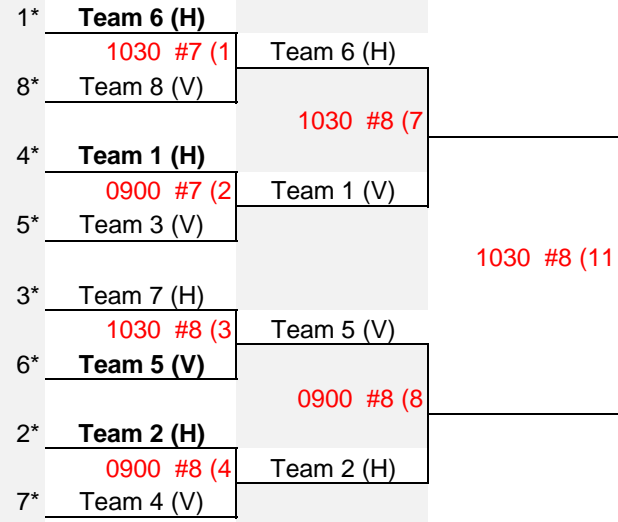 1* Team 6 (H)
1030 #7 (1 Team 6 (H)
8* Team 8 (V)
1030 #8 (7
4* Team 1 (H)
0900 #7 (2 Team 1 (V)
5* Team 3 (V)
1030 #8 (11
3* Team 7 (H)
1030 #8 (3 Team 5 (V)
6* Team 5 (V)
0900 #8 (8
2* Team 2 (H)
0900 #8 (4 Team 2 (H)
7* Team 4 (V)